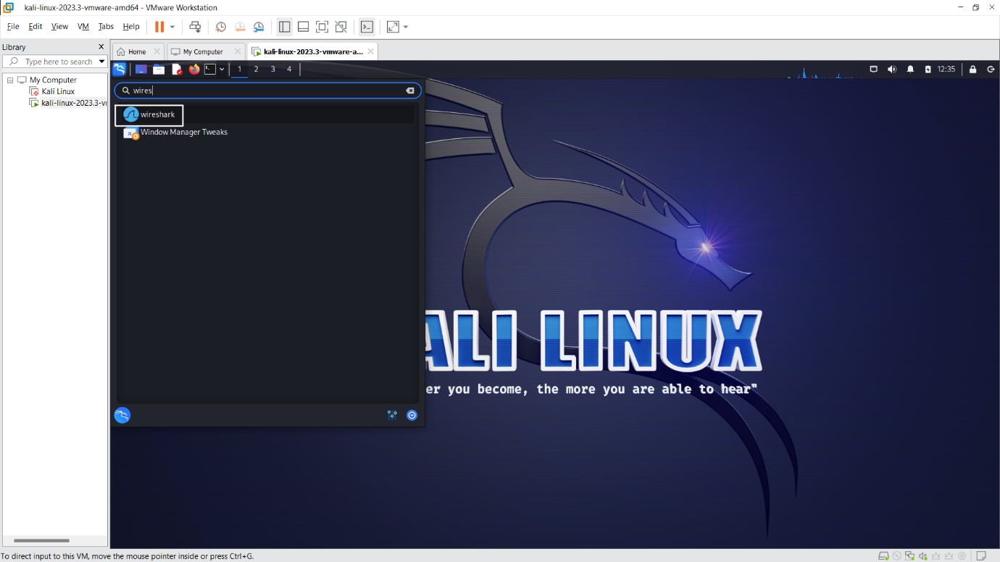 kali-linux-2023.3-vmware-amd64 - VMware Workstation
File Edit View VM Tabs Help
Library
Type here to search
Home
My Computer
kali-linux-2023.3-vmware-a...
My Computer
Kali Linux
kali-linux-2023.3-vr
1 2 3 4
12:35
wires
wireshark
Window Manager Tweaks
ALI LINUX
er you become, the more you are able to hear"
To direct input to this VM, move the mouse pointer inside or press Ctrl+G.